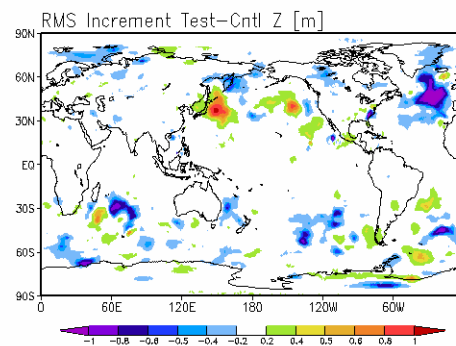 RMS Increment Test-Cntl Z [m]
90N
60N
30N
EQ
30S
60S
90S
0 60E 120E 180 120W 60W
-1 -0.8 -0.6 -0.5 -0.4 -0.2 0.2 0.4 0.5 0.6 0.8 1